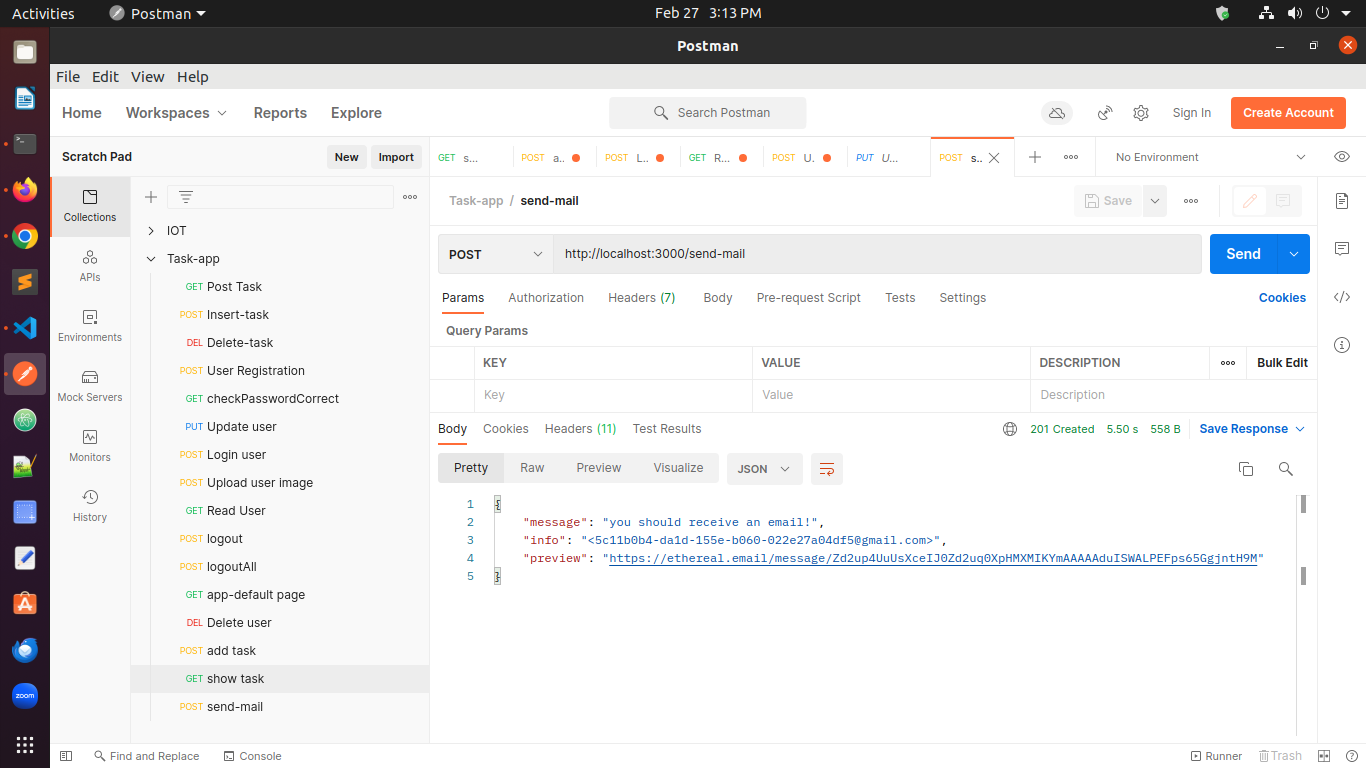 Activities Postman Feb 27 3:13 PM
Postman
File Edit View Help
Home Workspaces Reports Explore Search Postman Sign In Create Account
Scratch Pad New Import
GET s... POST a.. POST L.. GET R... POST U.. PUT U... POST s.. No Environment
Collections
APIs
Environments
Mock Servers
Monitors
History
IOT
Task-app
GET Post Task
POST Insert-task
DEL Delete-task
POST User Registration
GET checkPasswordCorrect
PUT Update user
POST Login user
POST Upload user image
GET Read User
POST logout
POST logoutAll
GET app-default page
DEL Delete user
POST add task
GET show task
POST send-mail
Task-app / send-mail Save
POST http://localhost:3000/send-mail Send
Params Authorization Headers (7) Body Pre-request Script Tests Settings Cookies
Query Params
KEY VALUE DESCRIPTION Bulk Edit
Key Value Description
Body Cookies Headers (11) Test Results 201 Created 5.50 s 558 B Save Response
Pretty Raw Preview Visualize JSON
1 {
2 "message": "you should receive an email!",
3 "info": "<5c11b0b4-da1d-155e-b060-022e27a04df5@gmail.com>",
4 "preview": "https://ethereal.email/message/Zd2up4UuUsXceIJ0Zd2uq0XpHMXMIKYmAAAAAduISWALPEFps65GgjntH9M"
5 }
zoom
Find and Replace Console Runner Trash